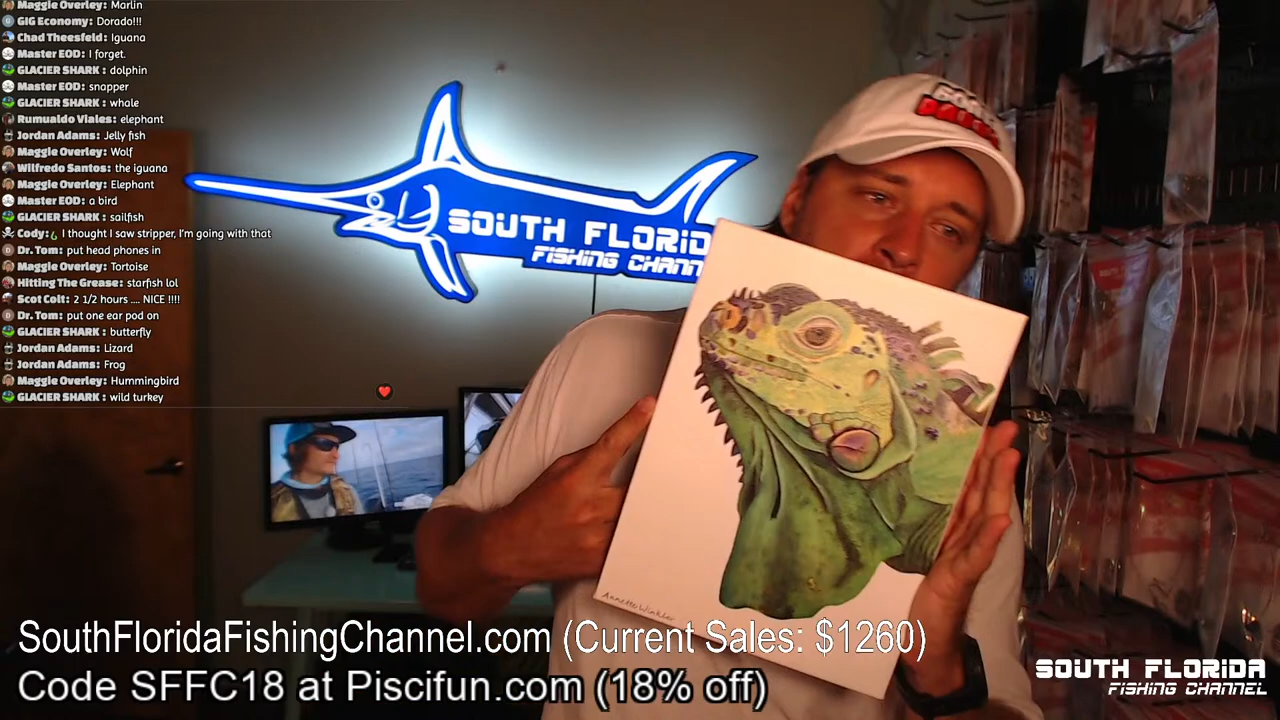 Maggie Overley: Marlin
GIG Economy: Dorado!!!
Chad Theesfeld: Iguana
Master EOD: I forget.
GLACIER SHARK : dolphin
Master EOD: snapper
GLACIER SHARK : whale
Rumualdo Viales: elephant
Jordan Adams: Jelly fish
Maggie Overley: Wolf
Wilfredo Santos: the iguana
Maggie Overley: Elephant
Master EOD: a bird
GLACIER SHARK : sailfish
Cody: I thought I saw stripper, I'm going with that
Dr. Tom: put head phones in
Maggie Overley: Tortoise
Hitting The Grease: starfish lol
Scot Colt: 2 1/2 hours .... NICE !!!!
Dr. Tom: put one ear pod on
GLACIER SHARK : butterfly
Jordan Adams: Lizard
Jordan Adams: Frog
Maggie Overley: Hummingbird
GLACIER SHARK : wild turkey
SOUTH FLORID
FISHING CHANN
Annette Winkler
SouthFloridaFishingChannel.com (Current Sales: $1260)
Code SFFC18 at Piscifun.com (18% off)
SOUTH FLORIDA
FISHING CHANNEL